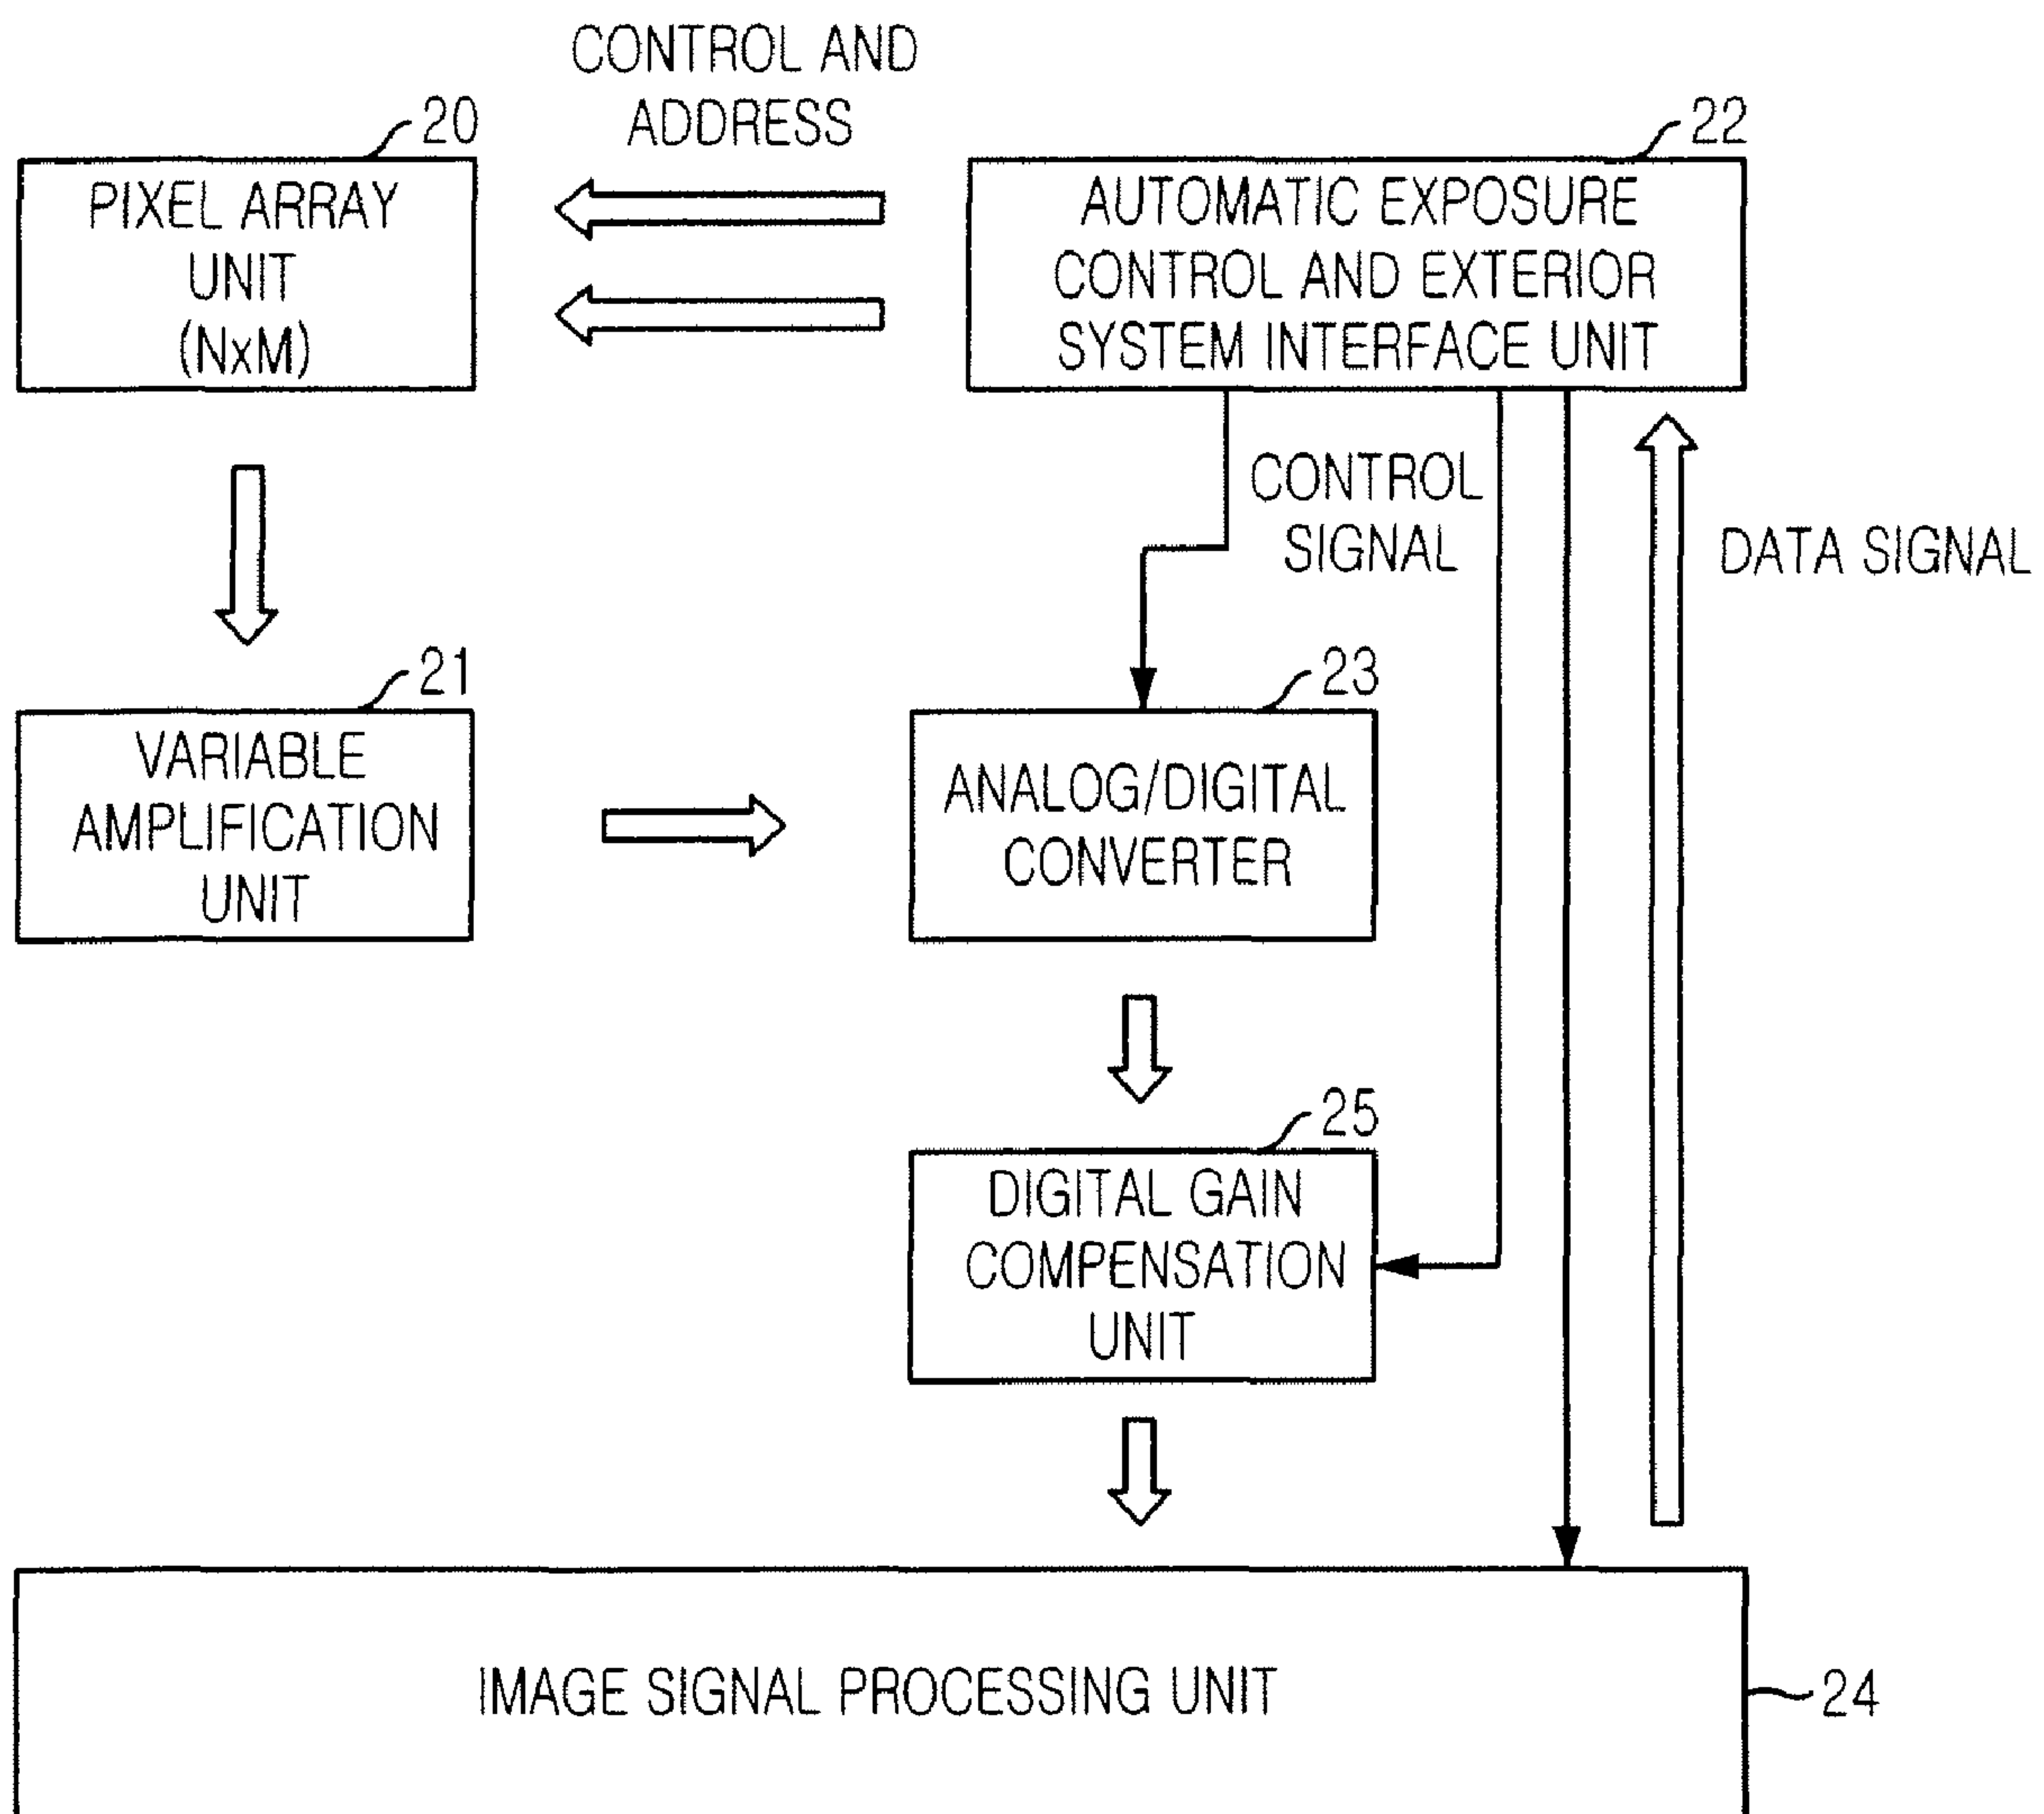 CONTROL AND
ADDRESS
20
22
PIXEL ARRAY
UNIT
(NxM)
AUTOMATIC EXPOSURE
CONTROL AND EXTERIOR
SYSTEM INTERFACE UNIT
CONTROL
SIGNAL
DATA SIGNAL
21
23
VARIABLE
AMPLIFICATION
UNIT
ANALOG/DIGITAL
CONVERTER
25
DIGITAL GAIN
COMPENSATION
UNIT
IMAGE SIGNAL PROCESSING UNIT
24